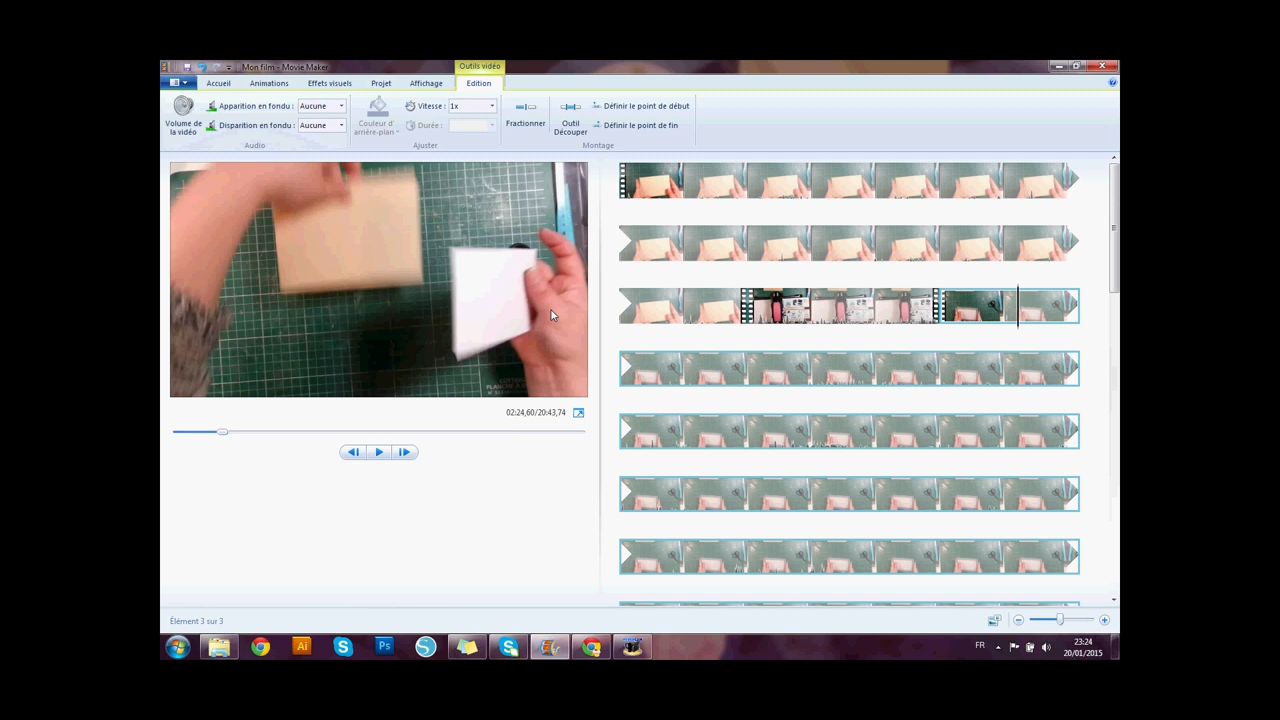 Mon film - Movie Maker
Outils vidéo
Accueil Animations Effets visuels Projet Affichage Edition
Volume de la vidéo
Apparition en fondu : Aucune
Disparition en fondu : Aucune
Audio
Couleur d'arrière-plan
Vitesse : 1x
Durée :
Ajuster
Fractionner
Outil Découper
Définir le point de début
Définir le point de fin
Montage
02:24,60/20:43,74
Élément 3 sur 3
Ai
Ps
FR
23:24
20/01/2015